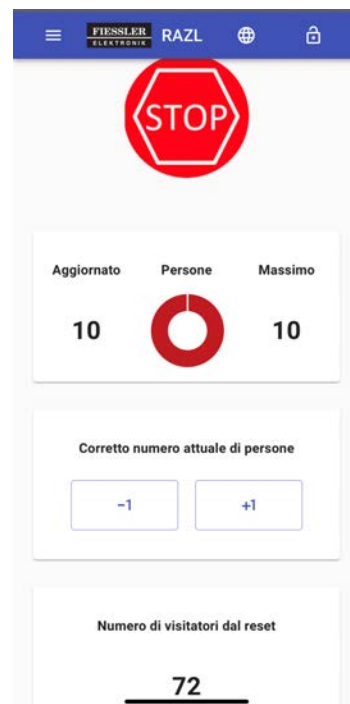 FIESSLER RAZL
ELEKTRONIK
STOP
Aggiornato Persone Massimo
10 10
Corretto numero attuale di persone
-1 +1
Numero di visitatori dal reset
72